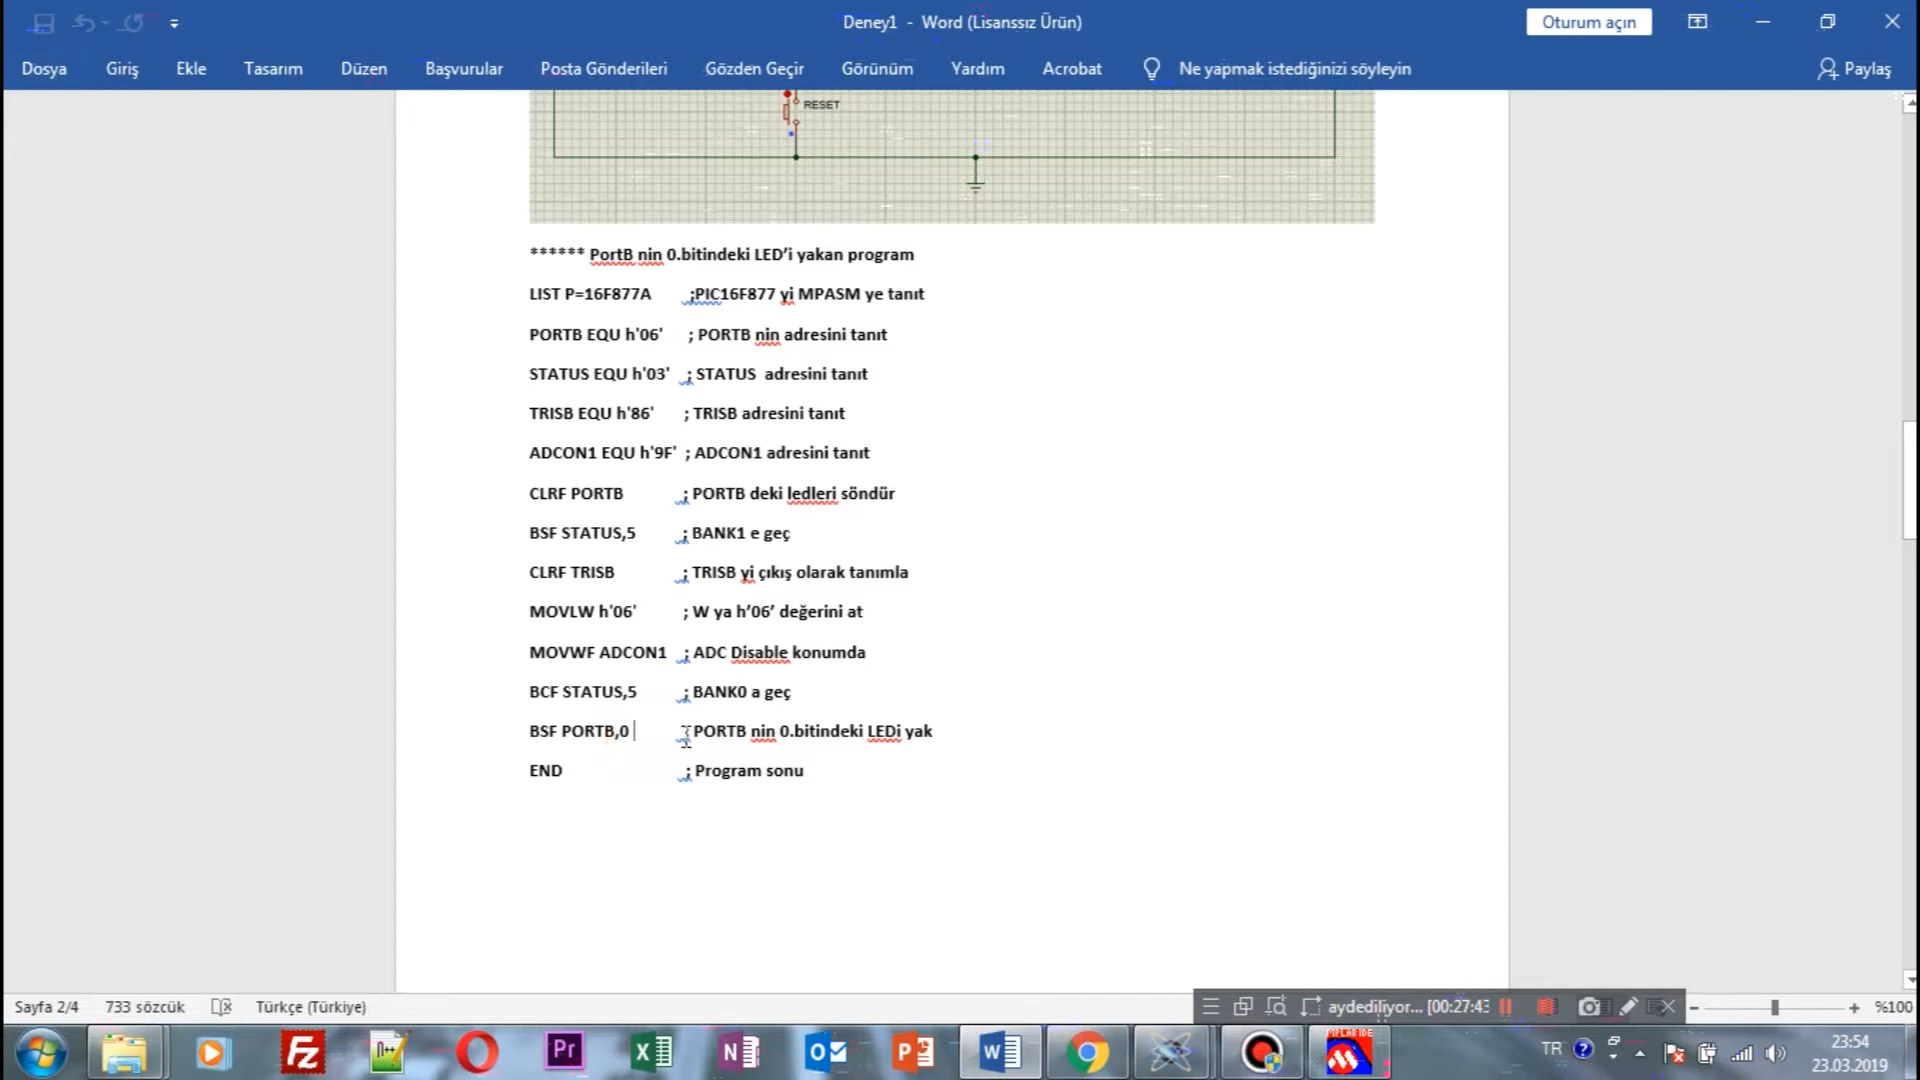 Deney1 - Word (Lisanssız Ürün)
Oturum açın
Dosya Giriş Ekle Tasarım Düzen Başvurular Posta Gönderileri Gözden Geçir Görünüm Yardım Acrobat Ne yapmak istediğinizi söyleyin Paylaş
RESET
****** PortB nin 0.bitindeki LED’i yakan program
LIST P=16F877A ;PIC16F877 yi MPASM ye tanıt
PORTB EQU h'06' ; PORTB nin adresini tanıt
STATUS EQU h'03' ; STATUS adresini tanıt
TRISB EQU h'86' ; TRISB adresini tanıt
ADCON1 EQU h'9F' ; ADCON1 adresini tanıt
CLRF PORTB ; PORTB deki ledleri söndür
BSF STATUS,5 ; BANK1 e geç
CLRF TRISB ; TRISB yi çıkış olarak tanımla
MOVLW h'06' ; W ya h’06’ değerini at
MOVWF ADCON1 ; ADC Disable konumda
BCF STATUS,5 ; BANK0 a geç
BSF PORTB,0 ; PORTB nin 0.bitindeki LEDi yak
END ; Program sonu
Sayfa 2/4 733 sözcük Türkçe (Türkiye)
aydediliyor... [00:27:43
%100
Fz n++ Pr X N O P W
MPLAB IDE
TR
23:54
23.03.2019